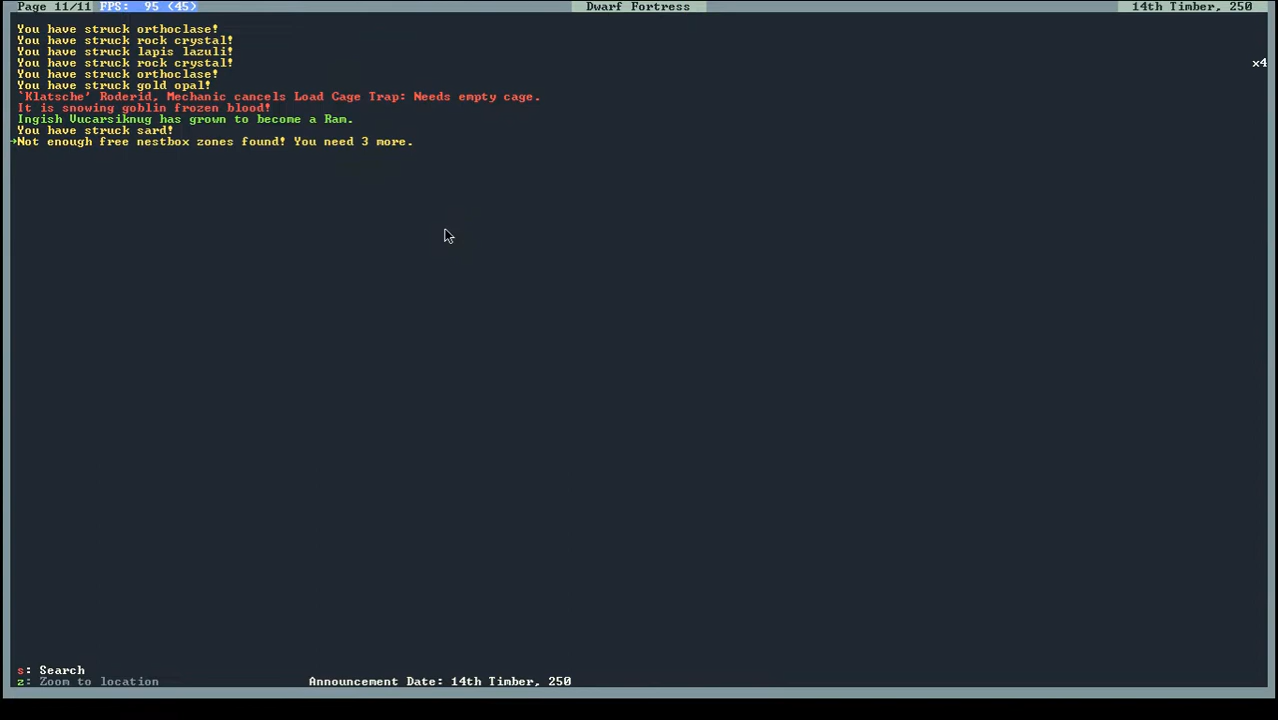 Page 11/11 FPS: 95 (45) Dwarf Fortress 14th Timber, 250
You have struck orthoclase!
You have struck rock crystal!
You have struck lapis lazuli!
You have struck rock crystal! x4
You have struck orthoclase!
You have struck gold opal!
`Klatsche' Roderid, Mechanic cancels Load Cage Trap: Needs empty cage.
It is snowing goblin frozen blood!
Ingish Vucarsiknug has grown to become a Ram.
You have struck sard!
Not enough free nestbox zones found! You need 3 more.
s: Search
z: Zoom to location Announcement Date: 14th Timber, 250